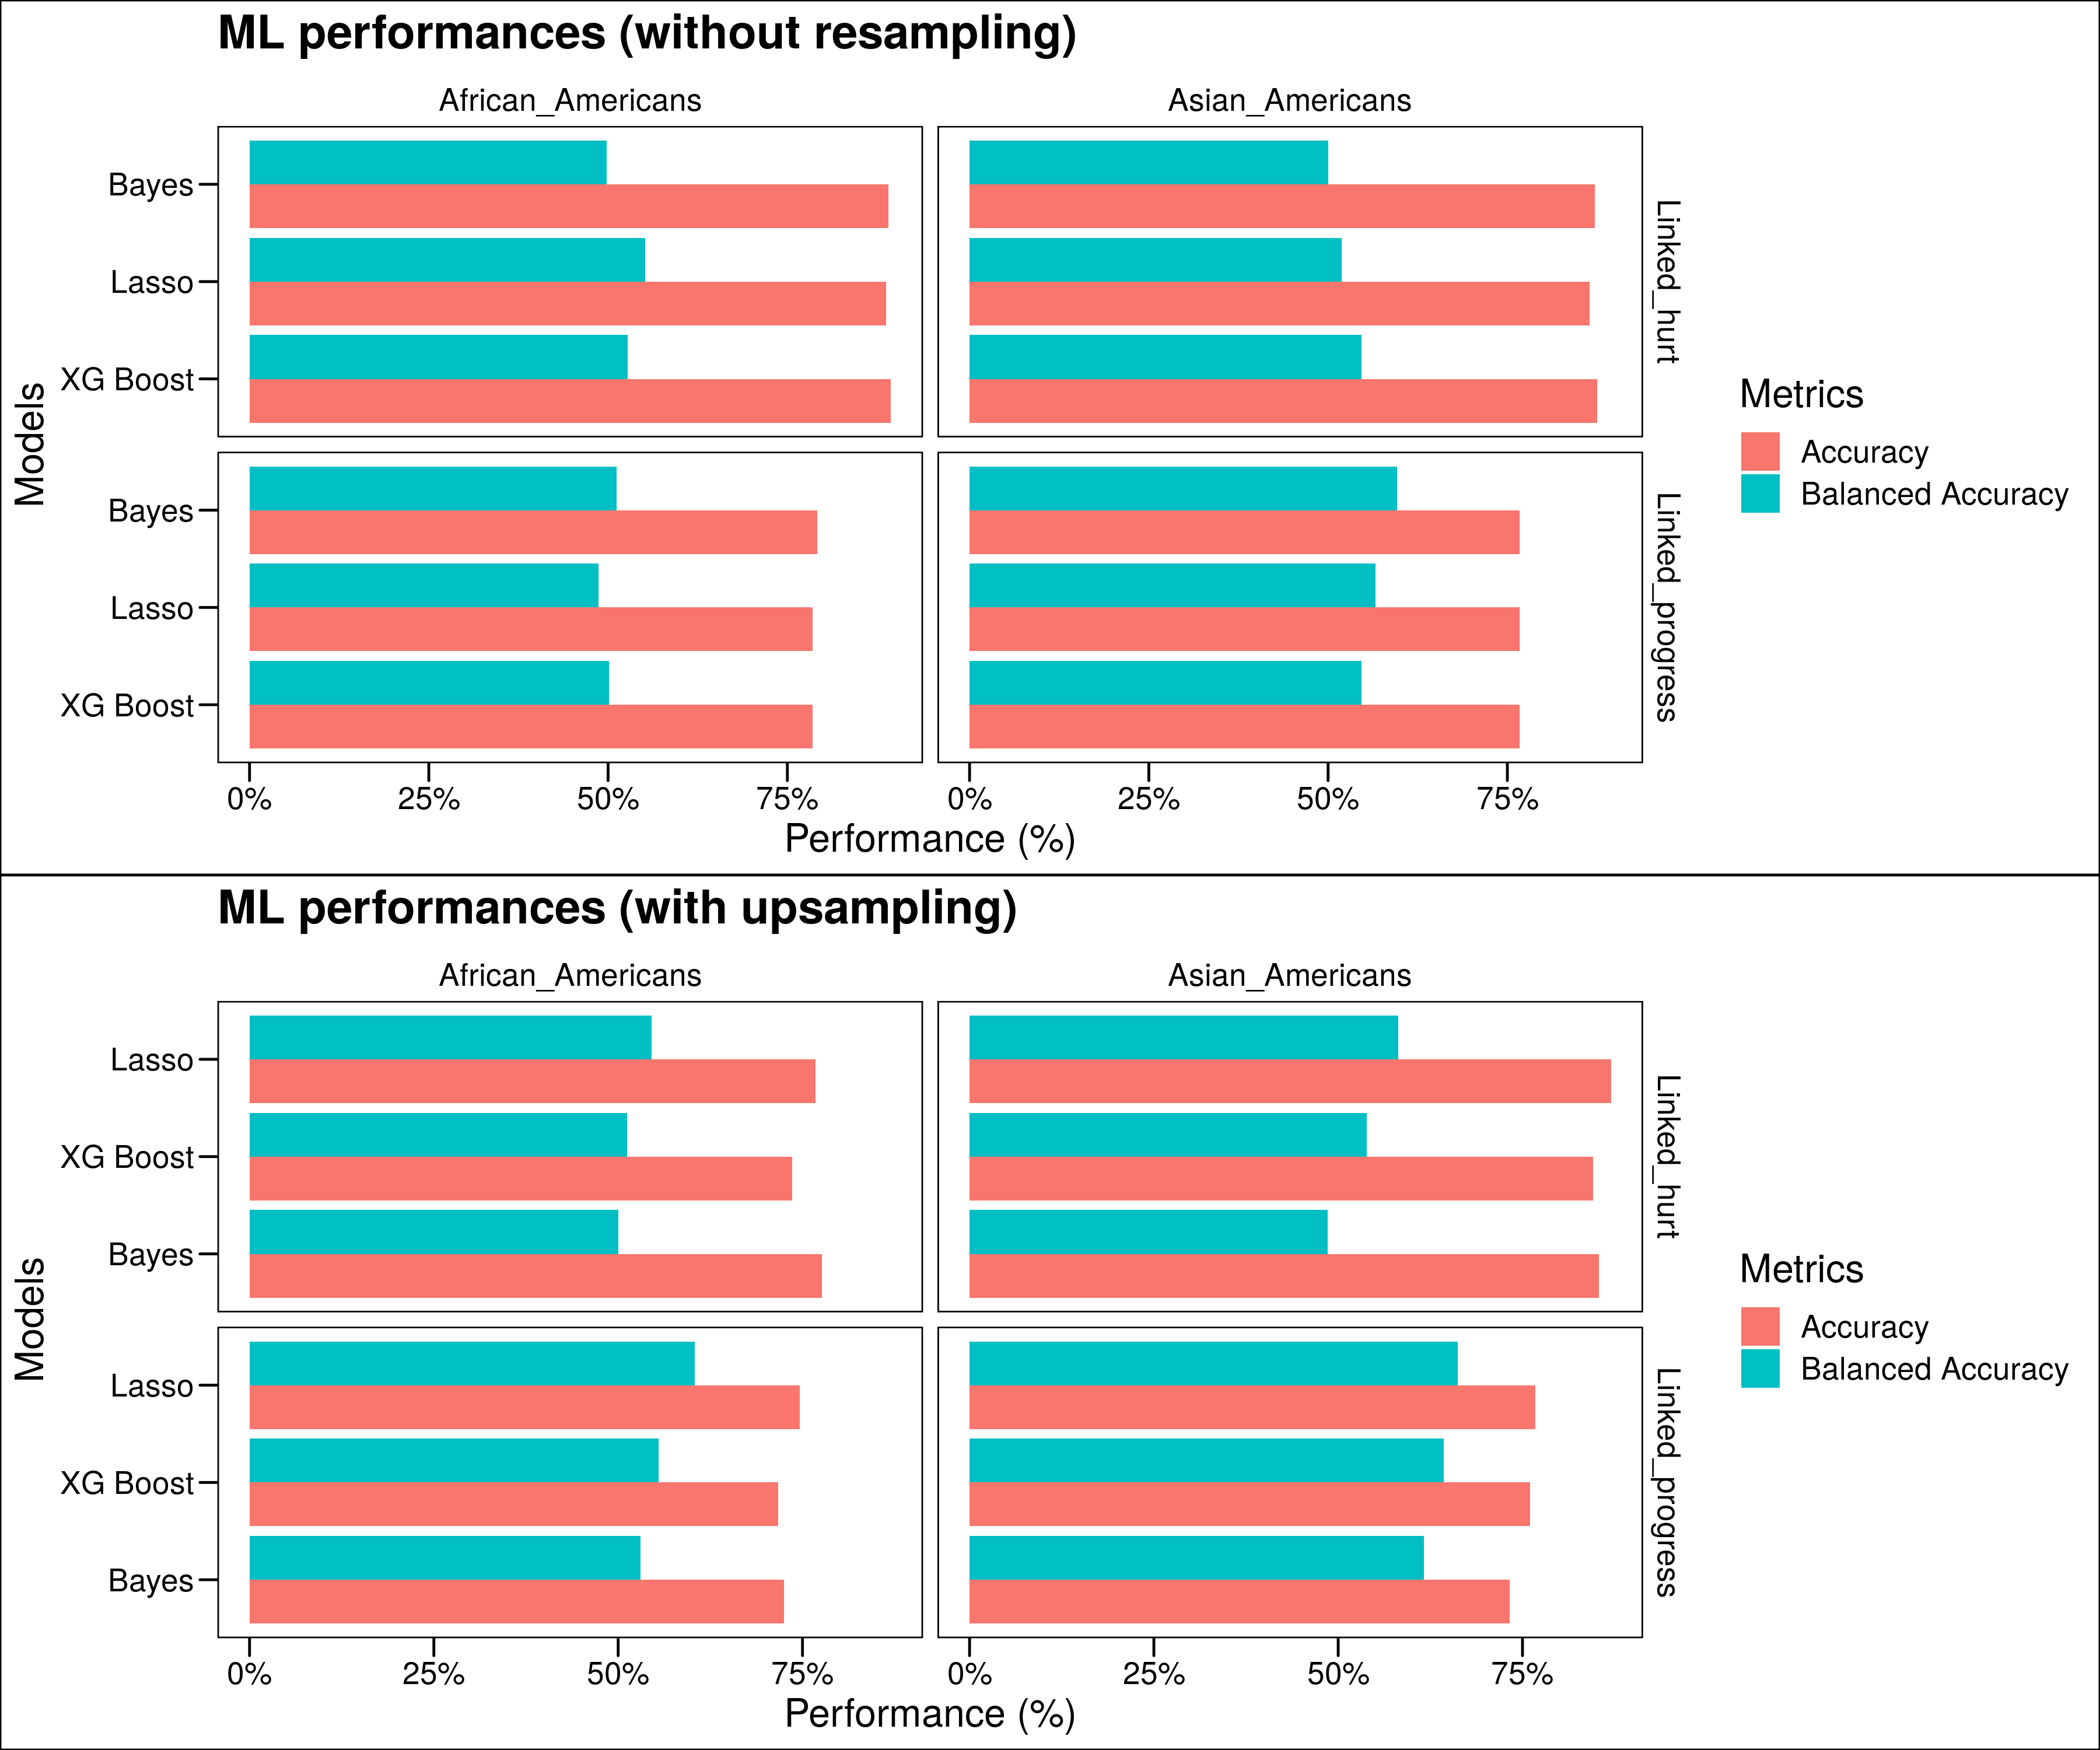 ML performances (without resampling)
African_Americans
Asian_Americans
Bayes
Lasso
XG Boost
Linked_hurt
Bayes
Lasso
XG Boost
Linked_progress
Models
0% 25% 50% 75%
0% 25% 50% 75%
Performance (%)
Metrics
Accuracy
Balanced Accuracy
ML performances (with upsampling)
African_Americans
Asian_Americans
Lasso
XG Boost
Bayes
Linked_hurt
Lasso
XG Boost
Bayes
Linked_progress
Models
0% 25% 50% 75%
0% 25% 50% 75%
Performance (%)
Metrics
Accuracy
Balanced Accuracy